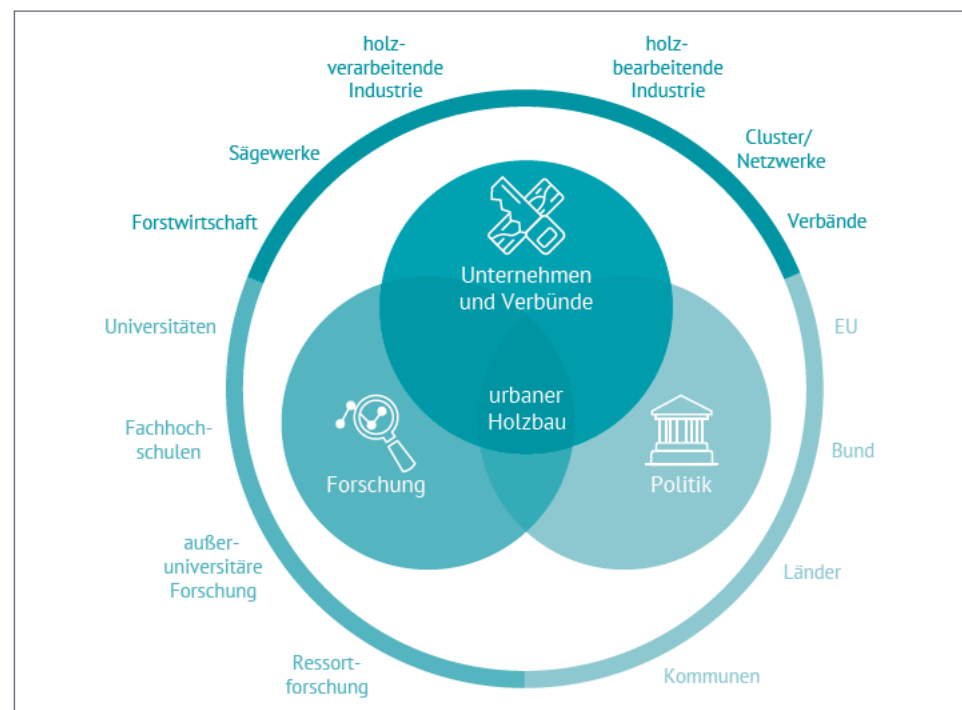 holz-
verarbeitende
Industrie
holz-
bearbeitende
Industrie
Sägewerke
Cluster/
Netzwerke
Forstwirtschaft
Verbände
Unternehmen
und Verbünde
Universitäten
EU
urbaner
Holzbau
Fachhoch-
schulen
Bund
Forschung
Politik
außer-
universitäre
Forschung
Länder
Ressort-
forschung
Kommunen